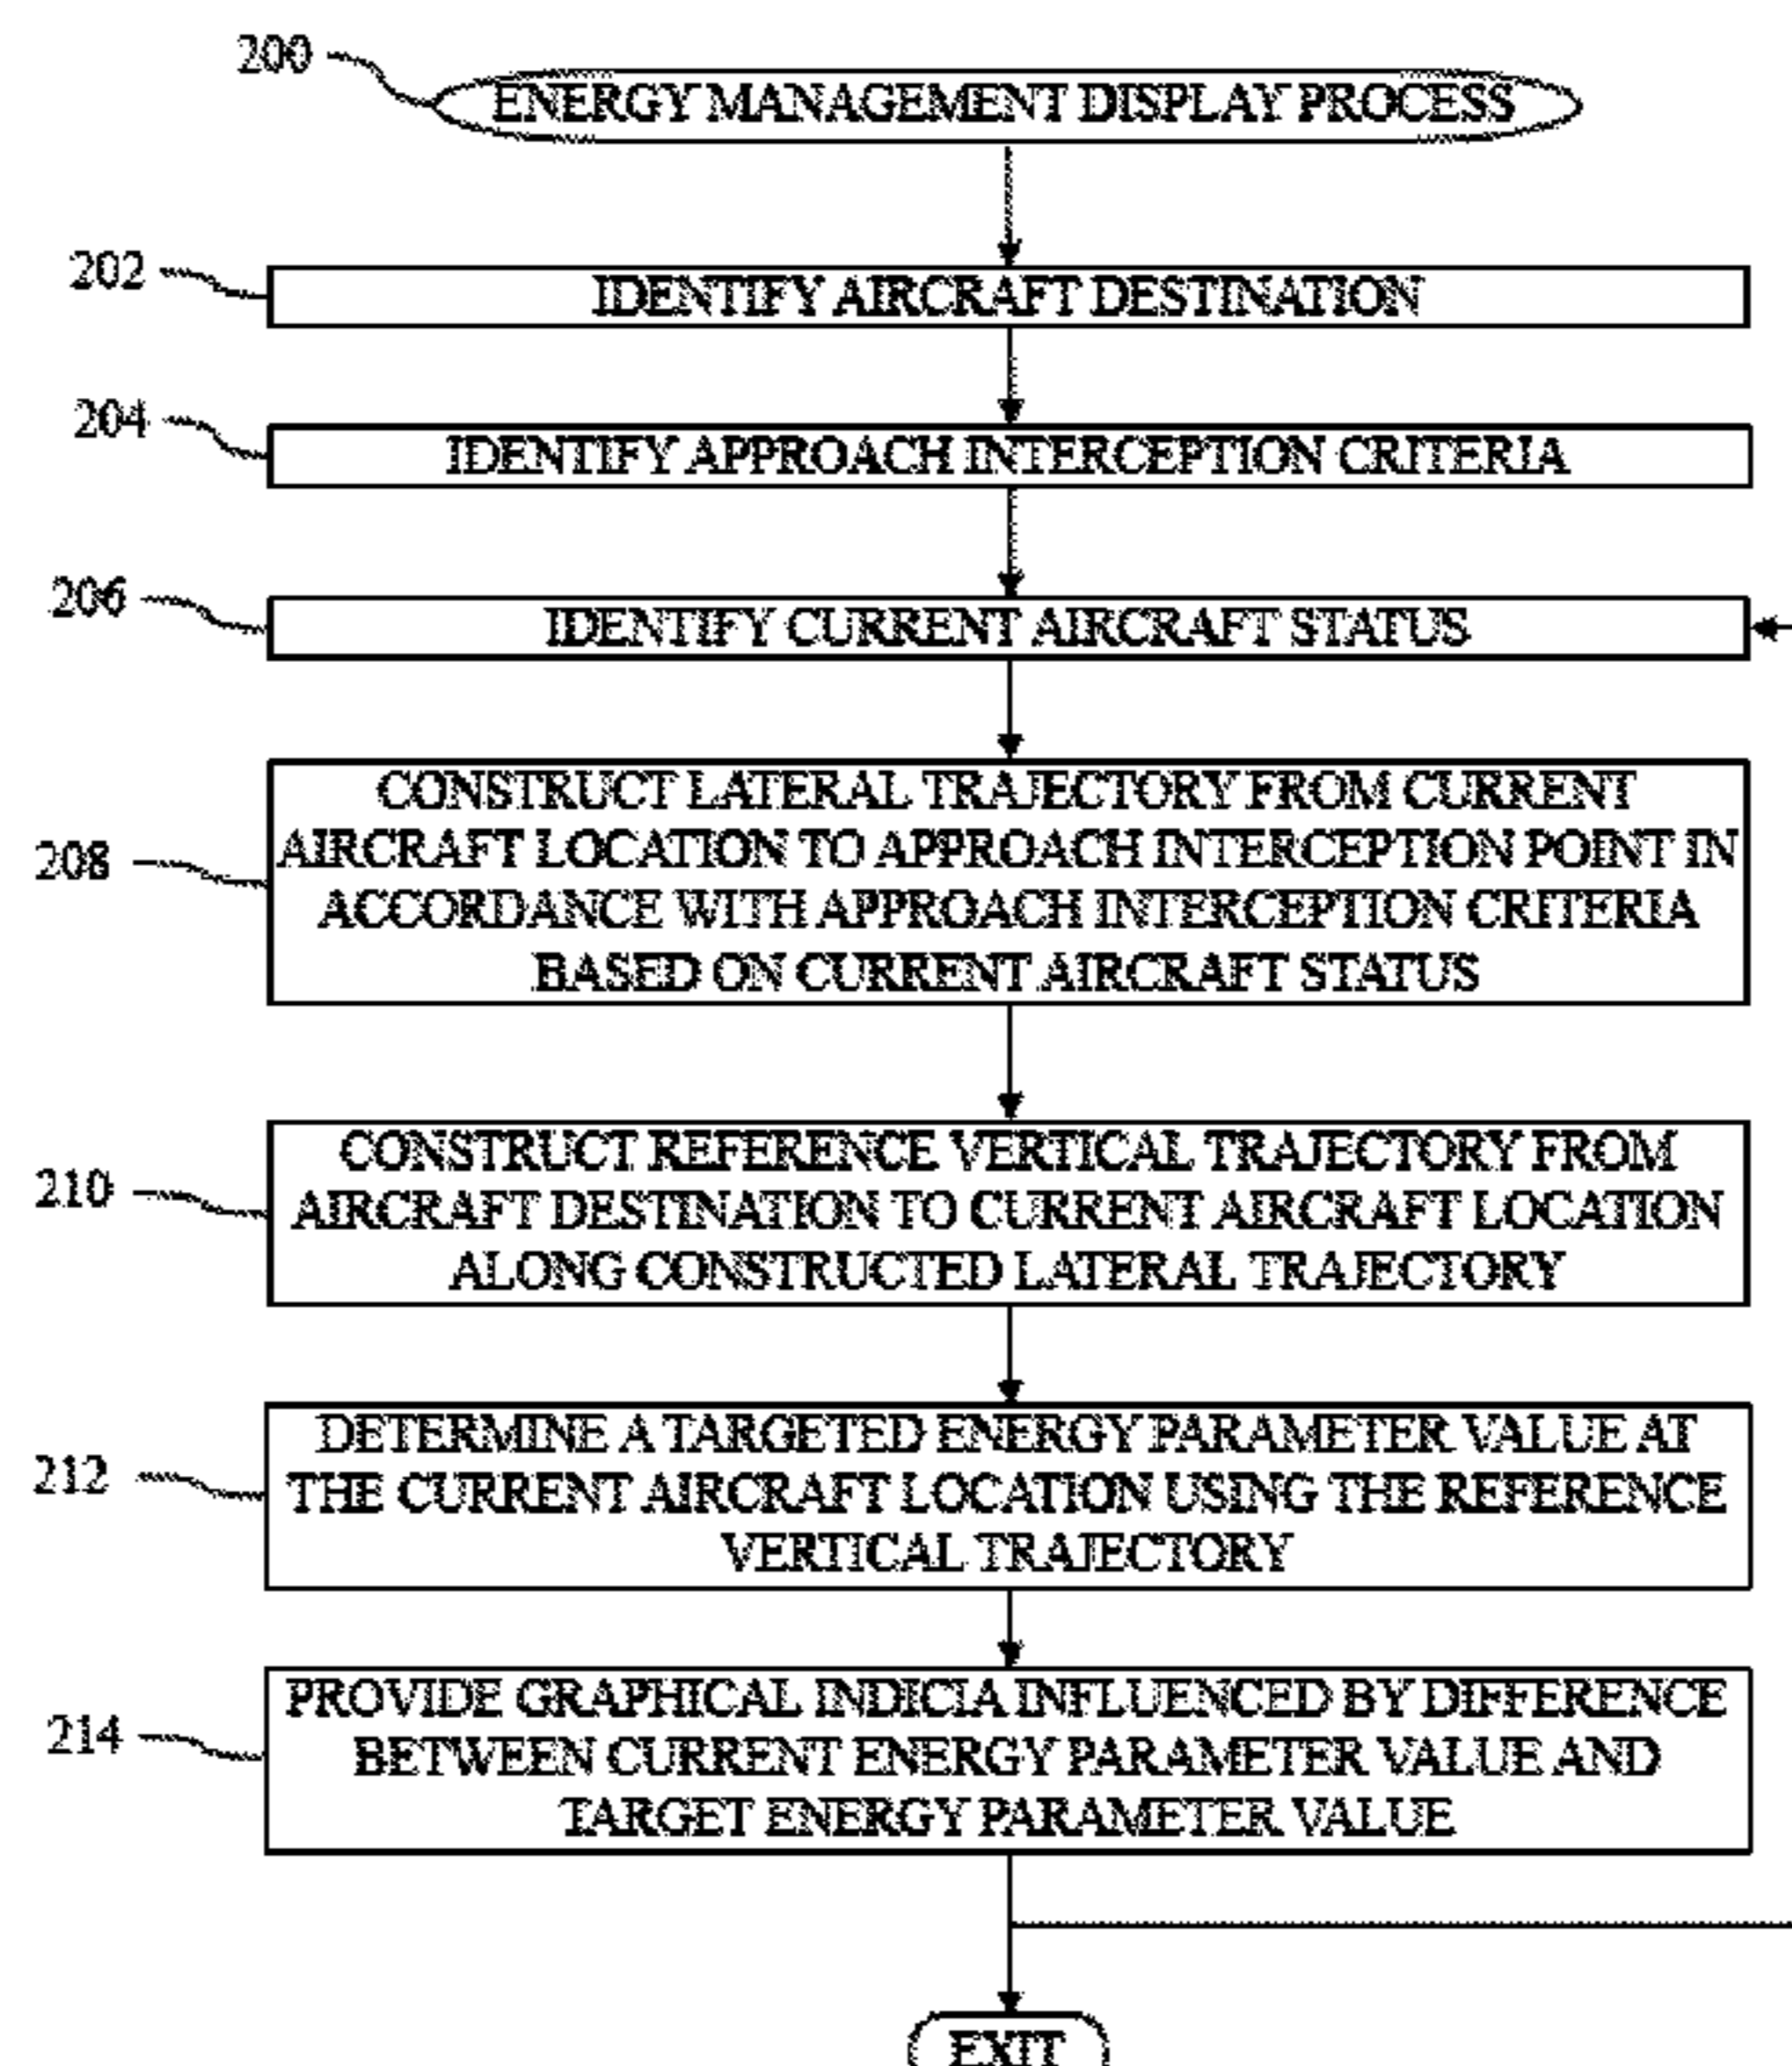 200
ENERGY MANAGEMENT DISPLAY PROCESS
202
IDENTIFY AIRCRAFT DESTINATION
204
IDENTIFY APPROACH INTERCEPTION CRITERIA
206
IDENTIFY CURRENT AIRCRAFT STATUS
208
CONSTRUCT LATERAL TRAJECTORY FROM CURRENT
AIRCRAFT LOCATION TO APPROACH INTERCEPTION POINT IN
ACCORDANCE WITH APPROACH INTERCEPTION CRITERIA
BASED ON CURRENT AIRCRAFT STATUS
210
CONSTRUCT REFERENCE VERTICAL TRAJECTORY FROM
AIRCRAFT DESTINATION TO CURRENT AIRCRAFT LOCATION
ALONG CONSTRUCTED LATERAL TRAJECTORY
212
DETERMINE A TARGETED ENERGY PARAMETER VALUE AT
THE CURRENT AIRCRAFT LOCATION USING THE REFERENCE
VERTICAL TRAJECTORY
214
PROVIDE GRAPHICAL INDICIA INFLUENCED BY DIFFERENCE
BETWEEN CURRENT ENERGY PARAMETER VALUE AND
TARGET ENERGY PARAMETER VALUE
EXIT